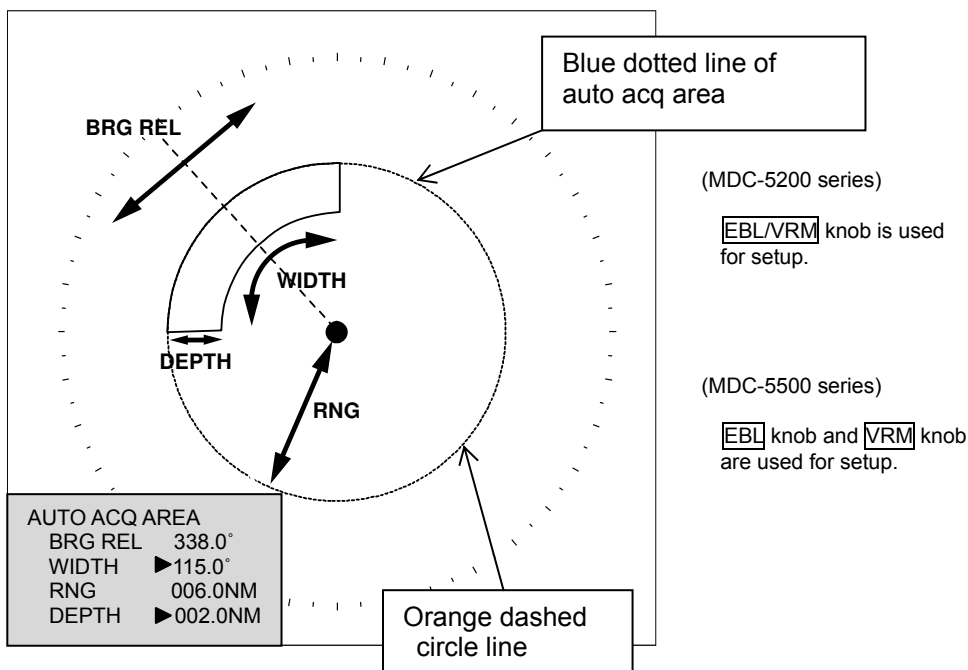 Blue dotted line of
auto acq area
BRG REL
(MDC-5200 series)
EBL/VRM knob is used
for setup.
WIDTH
DEPTH
(MDC-5500 series)
RNG
EBL knob and VRM knob
are used for setup.
AUTO ACQ AREA
BRG REL 338.0°
WIDTH ▶115.0°
RNG 006.0NM
DEPTH ▶002.0NM
Orange dashed
circle line